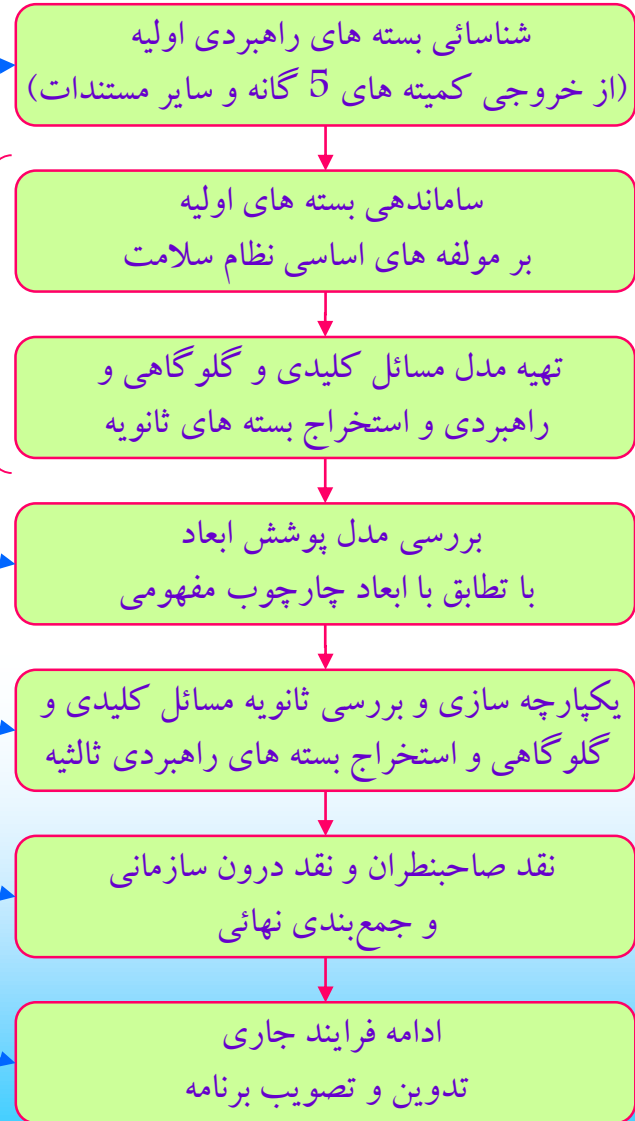 شناسائی بسته های راهبردی اولیه
(از خروجی کمیته های 5 گانه و سایر مستندات)
ساماندهی بسته های اولیه
بر مولفه های اساسی نظام سلامت
تهیه مدل مسائل کلیدی و گلوگاهی و
راهبردی و استخراج بسته های ثانویه
بررسی مدل پوشش ابعاد
با تطابق با ابعاد چارچوب مفهومی
یکپارچه سازی و بررسی ثانویه مسائل کلیدی و
گلوگاهی و استخراج بسته های راهبردی ثالثیه
نقد صاحبنطران و نقد درون سازمانی
و جمع‌بندی نهائی
ادامه فرایند جاری
تدوین و تصویب برنامه